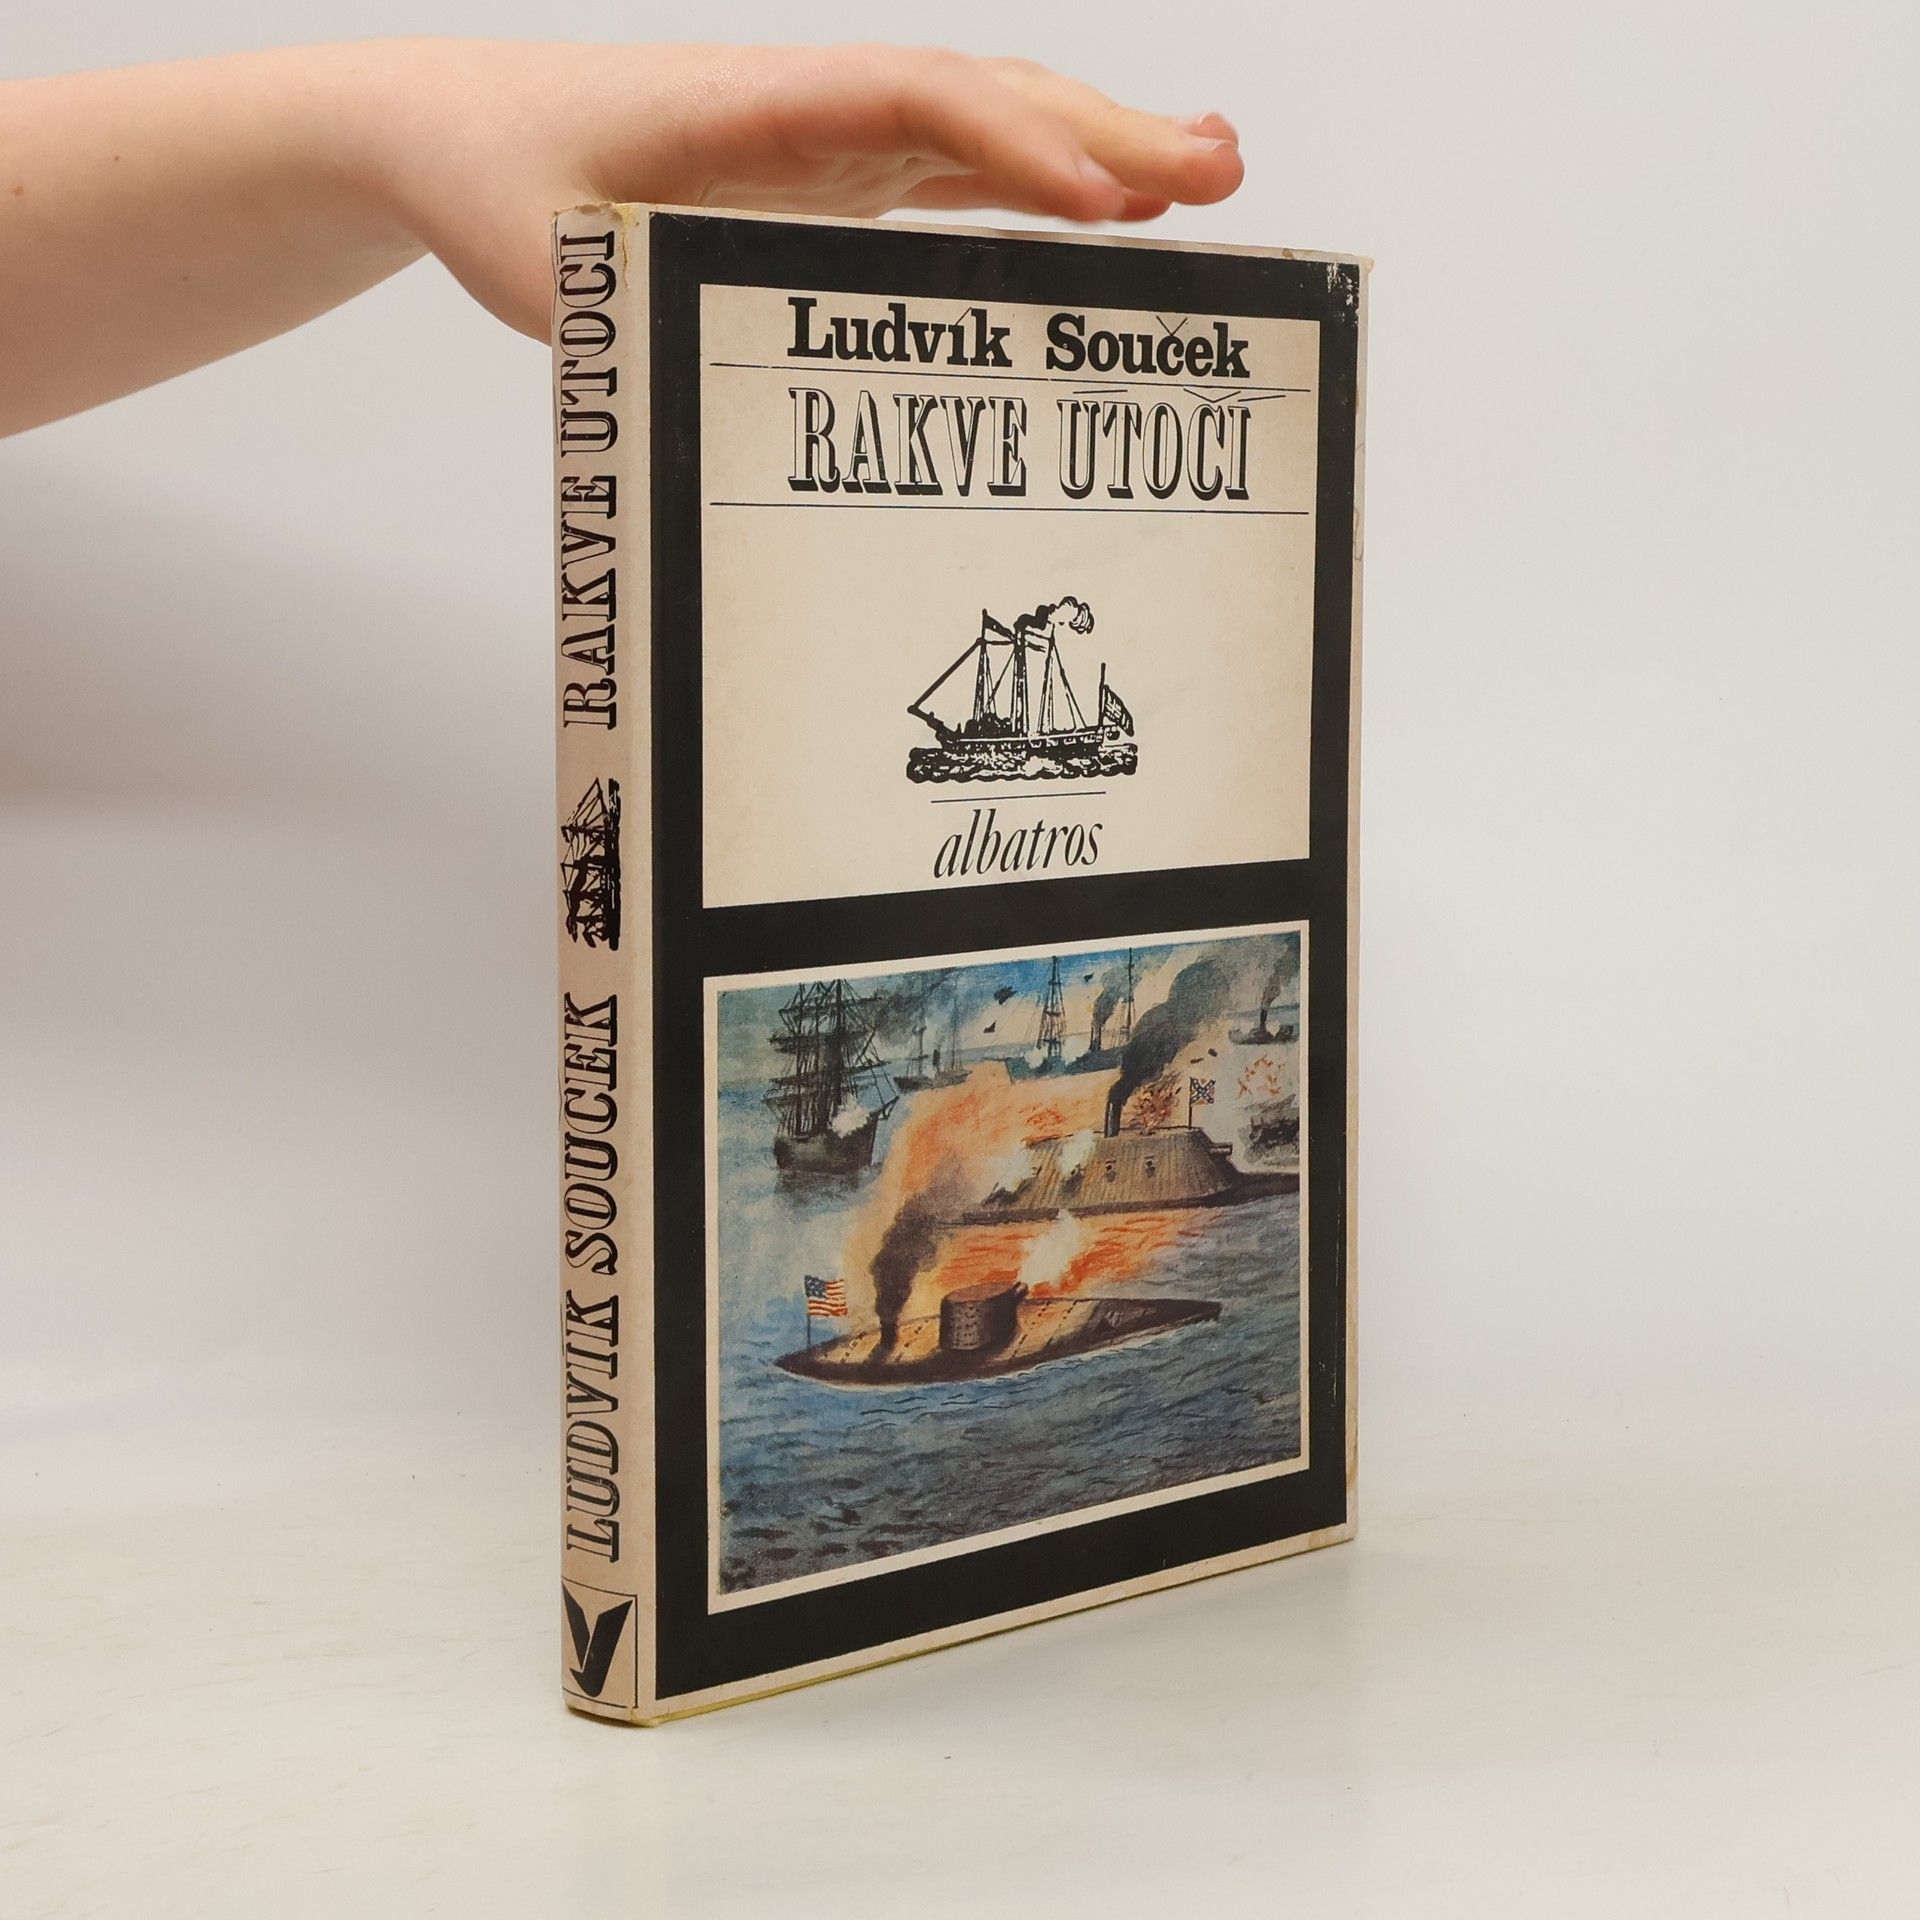 Ludvík Souček
RAKVE ÚTOČÍ
albatros
LUDVÍK SOUČEK RAKVE ÚTOČÍ